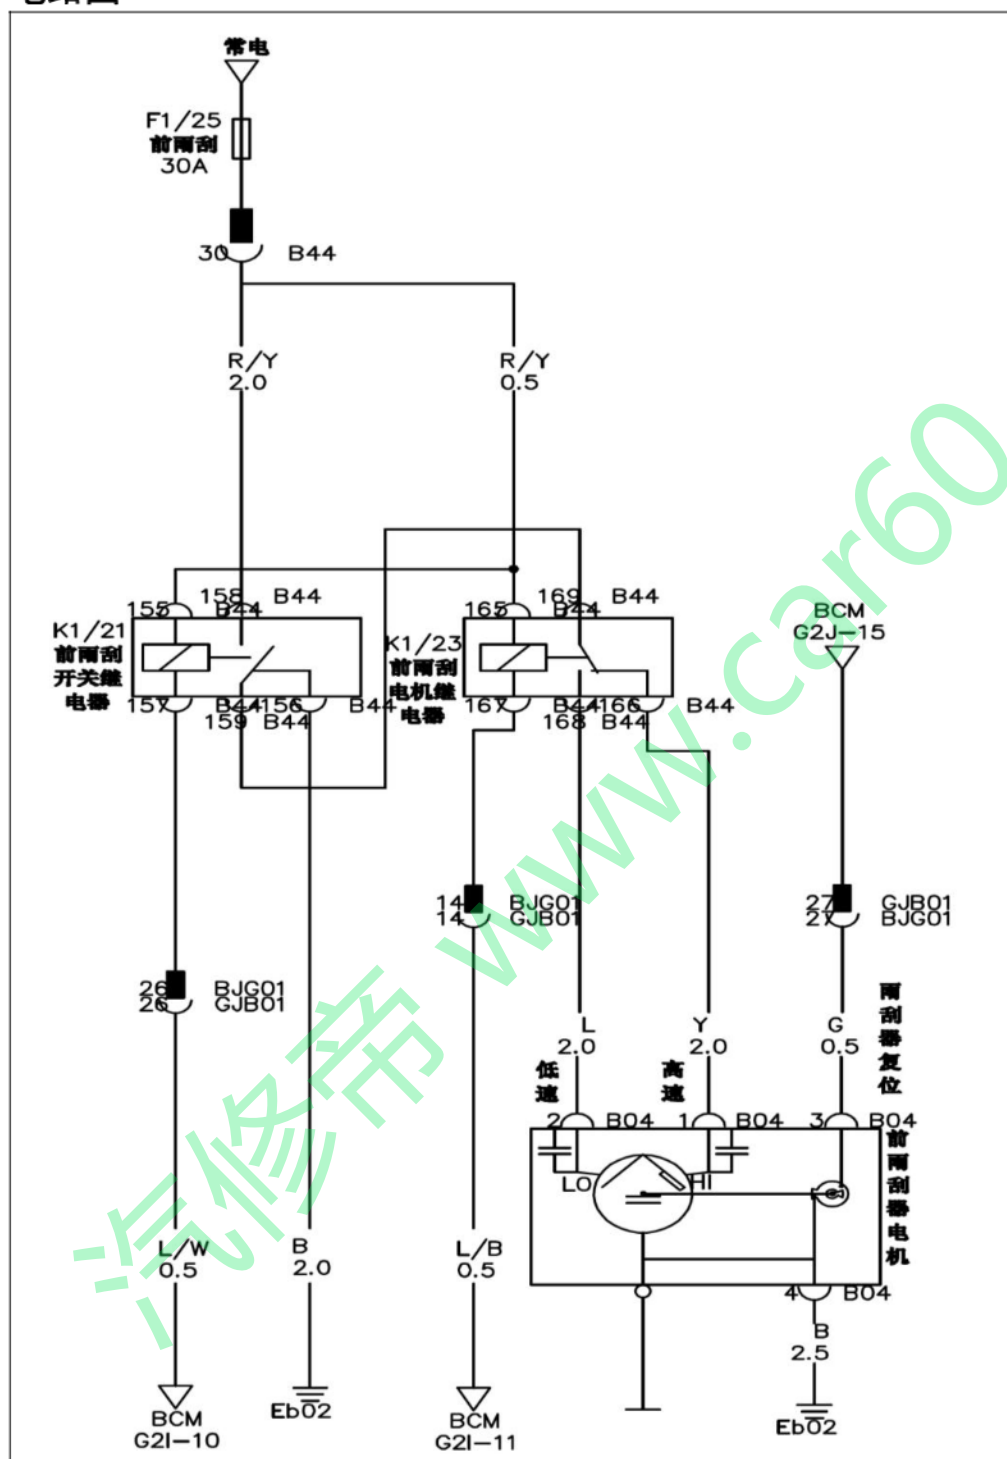 常电
F1/25
前雨刮
30A
30 B44
R/Y
2.0
R/Y
0.5
155 B44
158 B44
165 B44
169 B44
BCM
G2J-15
K1/21
前雨刮
开关继
电器
K1/23
前雨刮
电机继
电器
157 B44
159 B44
156 B44
167 B44
168 B44
166 B44
14 BJG01
14 GJB01
27 GJB01
27 BJG01
26 BJG01
26 GJB01
L
2.0
Y
2.0
G
0.5
雨刮器复位
低速
高速
2 B04
1 B04
3 B04
前雨刮器电机
LO
HI
L/W
0.5
B
2.0
L/B
0.5
4 B04
B
2.5
BCM
G2I-10
Eb02
BCM
G2I-11
Eb02
汽修帝 www.car60